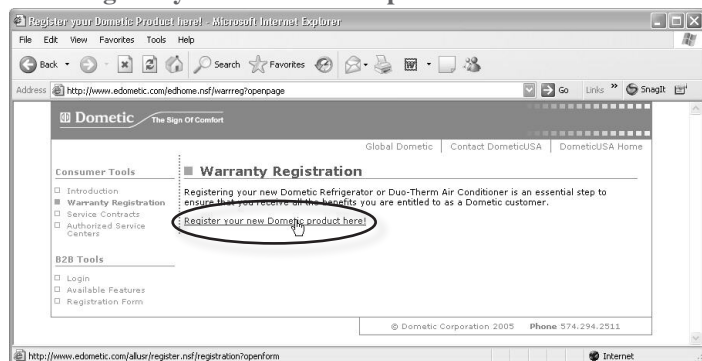 Register your Dometic Product here! - Microsoft Internet Explorer
File Edit View Favorites Tools Help
Back Search Favorites
Address http://www.edometic.com/edhome.nsf/warrreg?openpage Go Links » SnagIt
Dometic The Sign Of Comfort
Global Dometic Contact DometicUSA DometicUSA Home
Consumer Tools
Introduction
Warranty Registration
Service Contracts
Authorized Service
Centers
B2B Tools
Login
Available Features
Registration Form
Warranty Registration
Registering your new Dometic Refrigerator or Duo-Therm Air Conditioner is an essential step to
ensure that you receive all the benefits you are entitled to as a Dometic customer.
Register your new Dometic product here!
© Dometic Corporation 2005 Phone 574.294.2511
http://www.edometic.com/allusr/register.nsf/registration?openform Internet